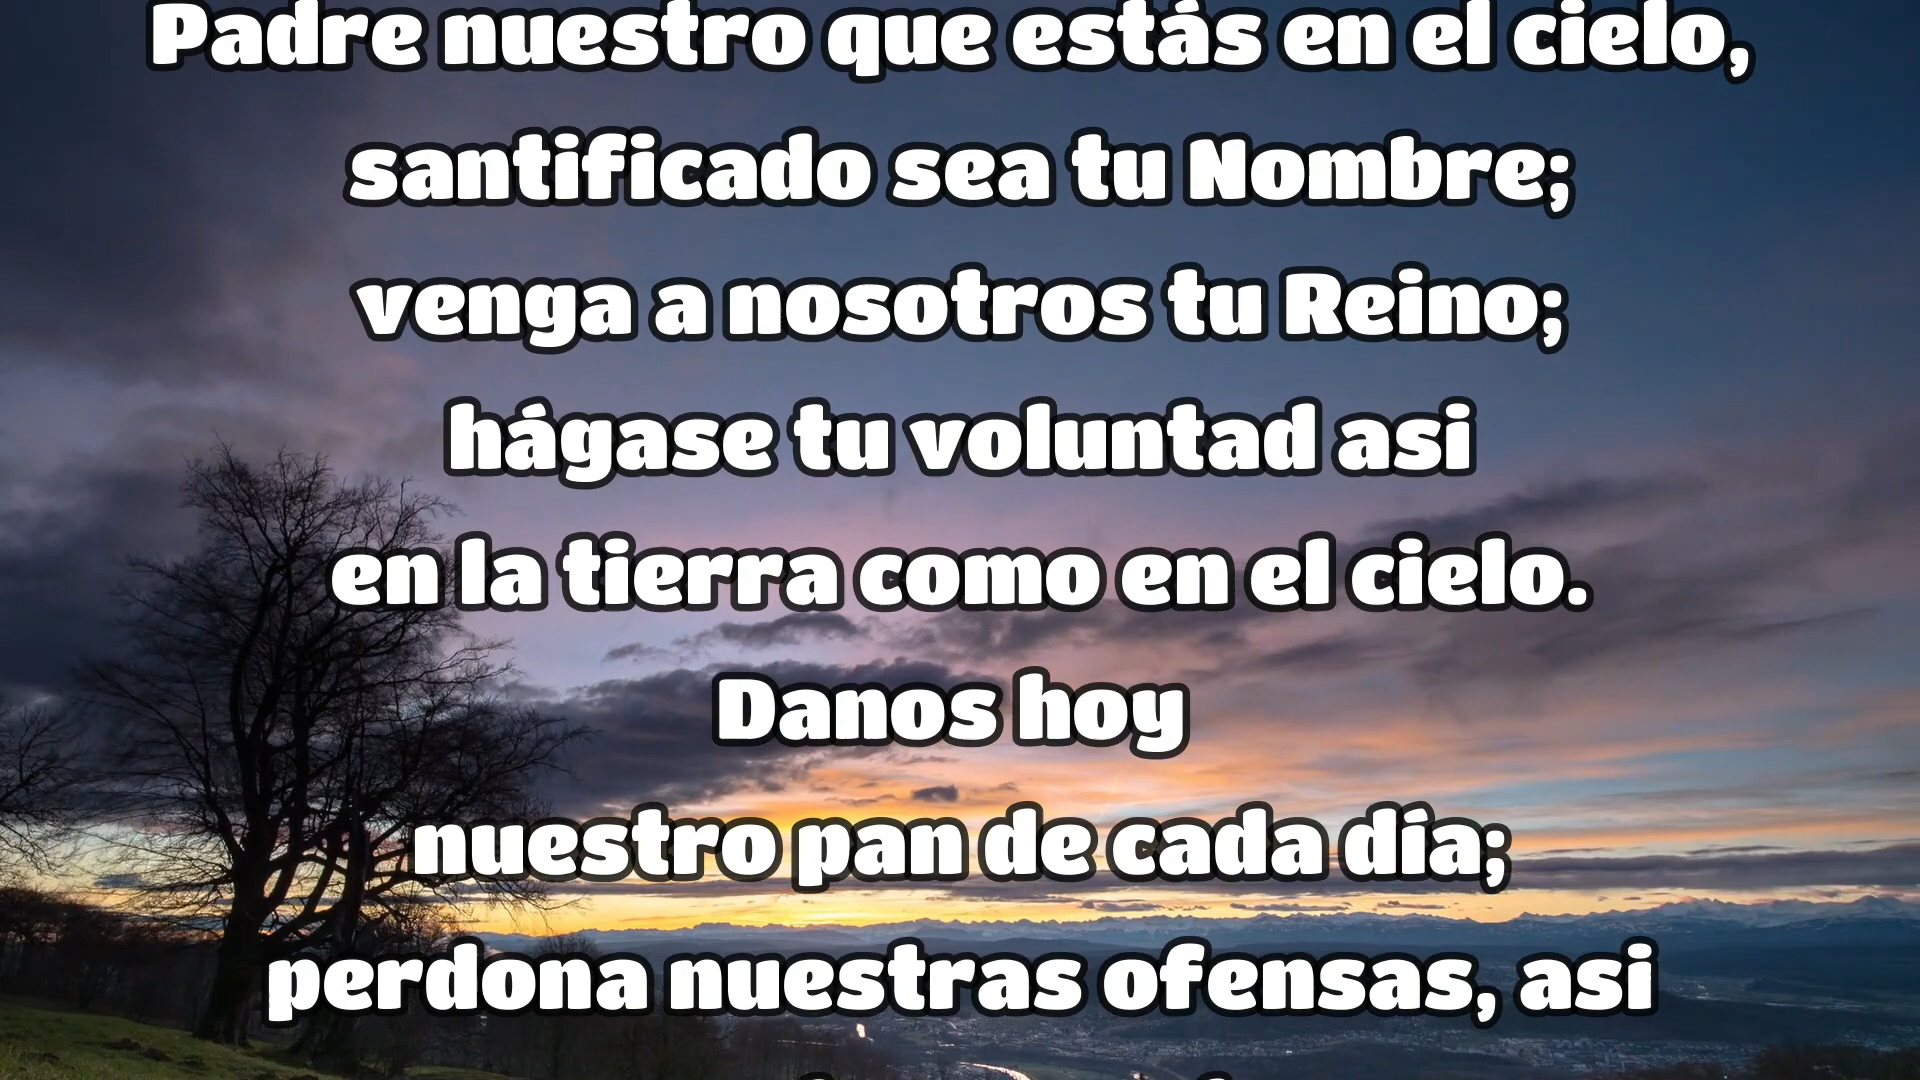 Padre nuestro que estás en el cielo,
santificado sea tu Nombre;
venga a nosotros tu Reino;
hágase tu voluntad asi
en la tierra como en el cielo.
Danos hoy
nuestro pan de cada día;
perdona nuestras ofensas, asi